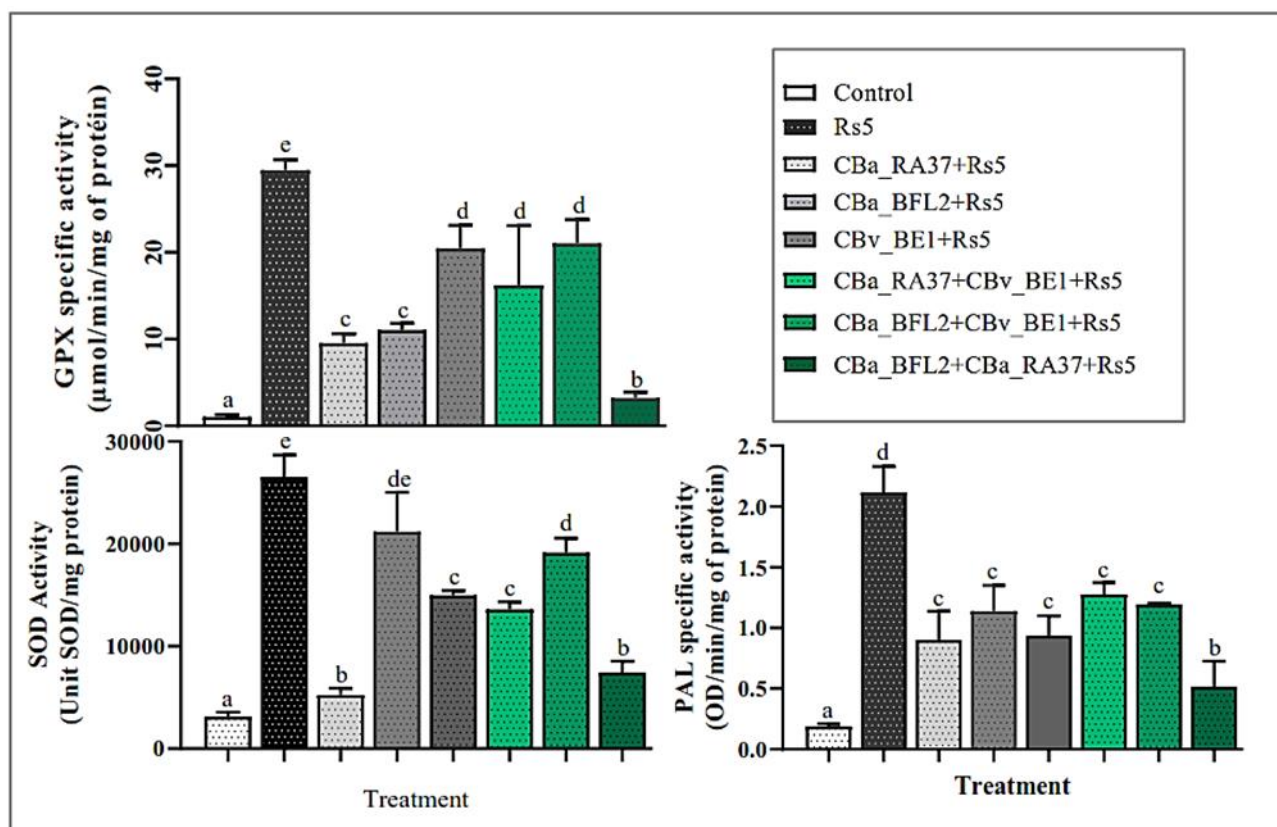 GPX specific activity
(µmol/min/mg of protéin)
40
30
20
10
0
a
e
c
c
d
d
d
b
Control
Rs5
CBa_RA37+Rs5
CBa_BFL2+Rs5
CBv_BE1+Rs5
CBa_RA37+CBv_BE1+Rs5
CBa_BFL2+CBv_BE1+Rs5
CBa_BFL2+CBa_RA37+Rs5
SOD Activity
(Unit SOD/mg protein)
30000
20000
10000
0
a
e
b
de
c
c
d
b
Treatment
PAL specific activity
(OD/min/mg of protein)
2.5
2.0
1.5
1.0
0.5
0.0
a
d
c
c
c
c
c
b
Treatment